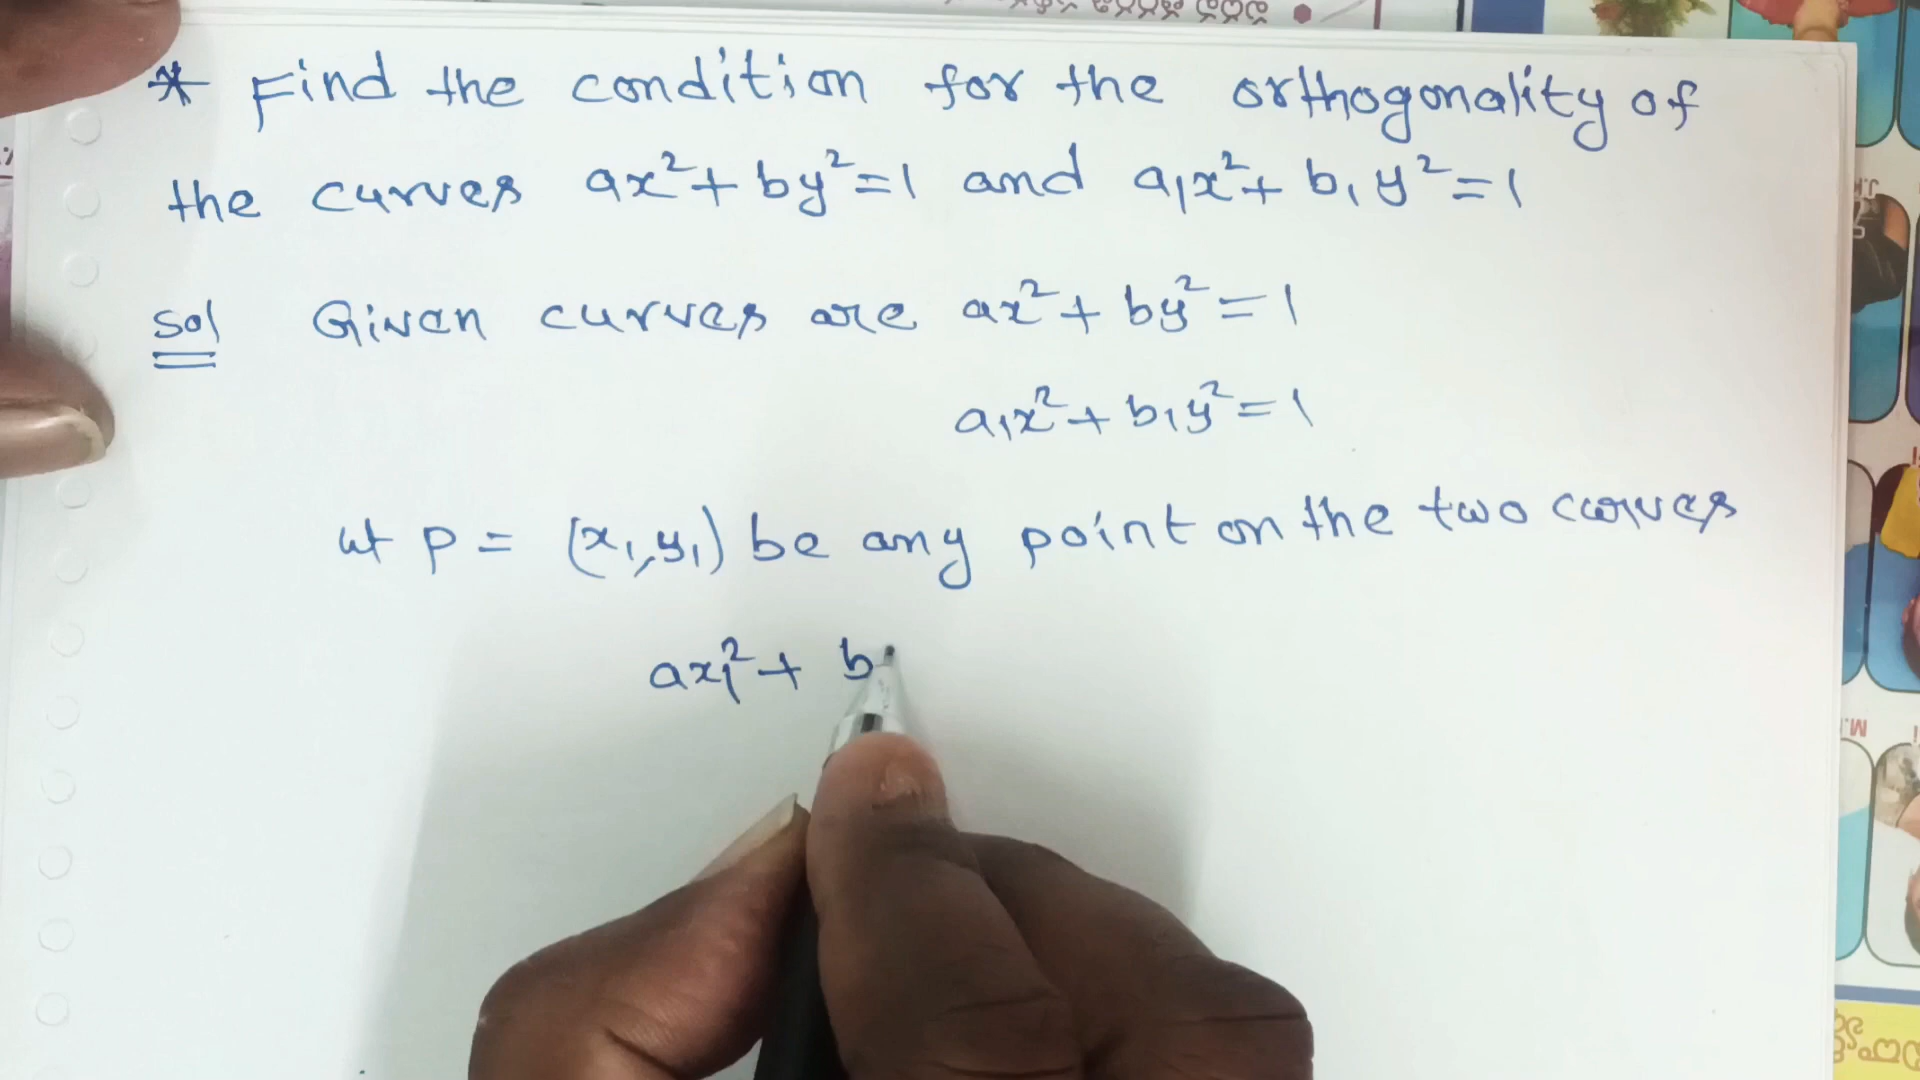 * Find the condition for the orthogonality of
the curves ax²+ by²=1 and a₁x²+ b₁y²=1
Sol Given curves are ax²+ by²=1
a₁x²+ b₁y²=1
let p = (x₁,y₁) be any point on the two curves
ax₁²+ b